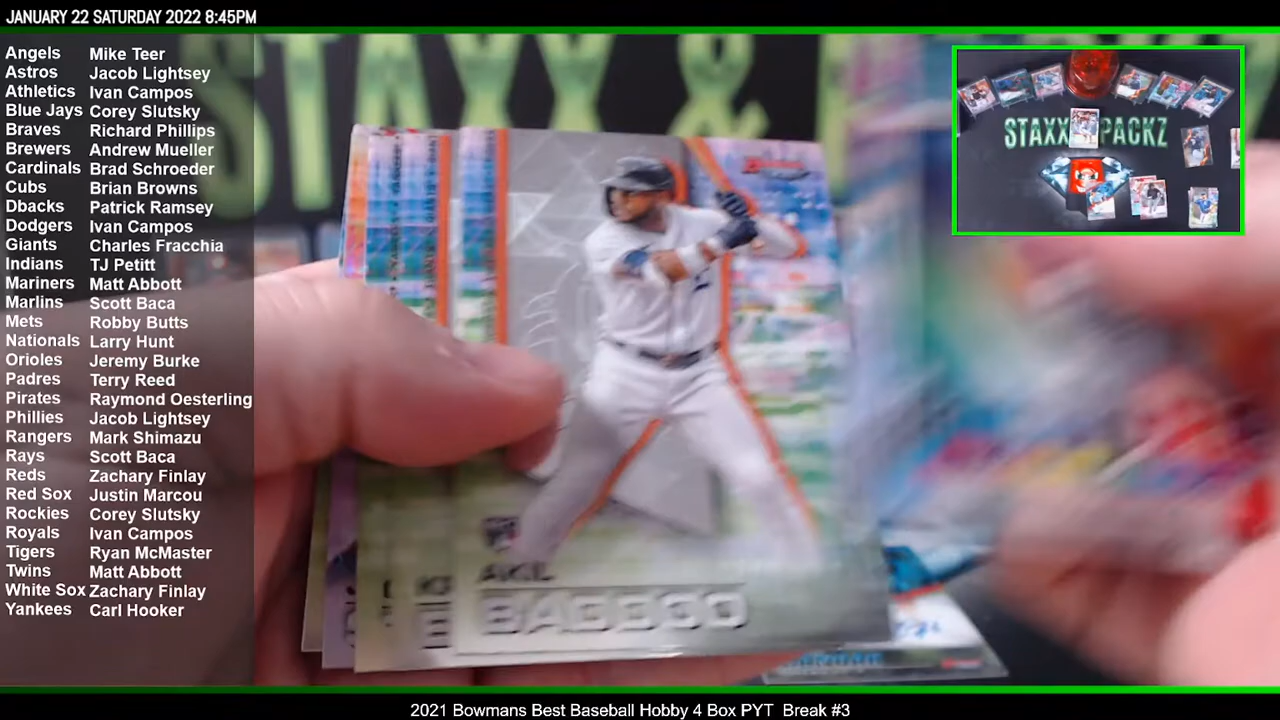 JANUARY 22 SATURDAY 2022 8:45PM
Angels Mike Teer
Astros Jacob Lightsey
Athletics Ivan Campos
Blue Jays Corey Slutsky
Braves Richard Phillips
Brewers Andrew Mueller
Cardinals Brad Schroeder
Cubs Brian Browns
Dbacks Patrick Ramsey
Dodgers Ivan Campos
Giants Charles Fracchia
Indians TJ Petitt
Mariners Matt Abbott
Marlins Scott Baca
Mets Robby Butts
Nationals Larry Hunt
Orioles Jeremy Burke
Padres Terry Reed
Pirates Raymond Oesterling
Phillies Jacob Lightsey
Rangers Mark Shimazu
Rays Scott Baca
Reds Zachary Finlay
Red Sox Justin Marcou
Rockies Corey Slutsky
Royals Ivan Campos
Tigers Ryan McMaster
Twins Matt Abbott
White Sox Zachary Finlay
Yankees Carl Hooker
STAXX &
STAXX PACKZ
AKIL
BADDOO
2021 Bowmans Best Baseball Hobby 4 Box PYT Break #3